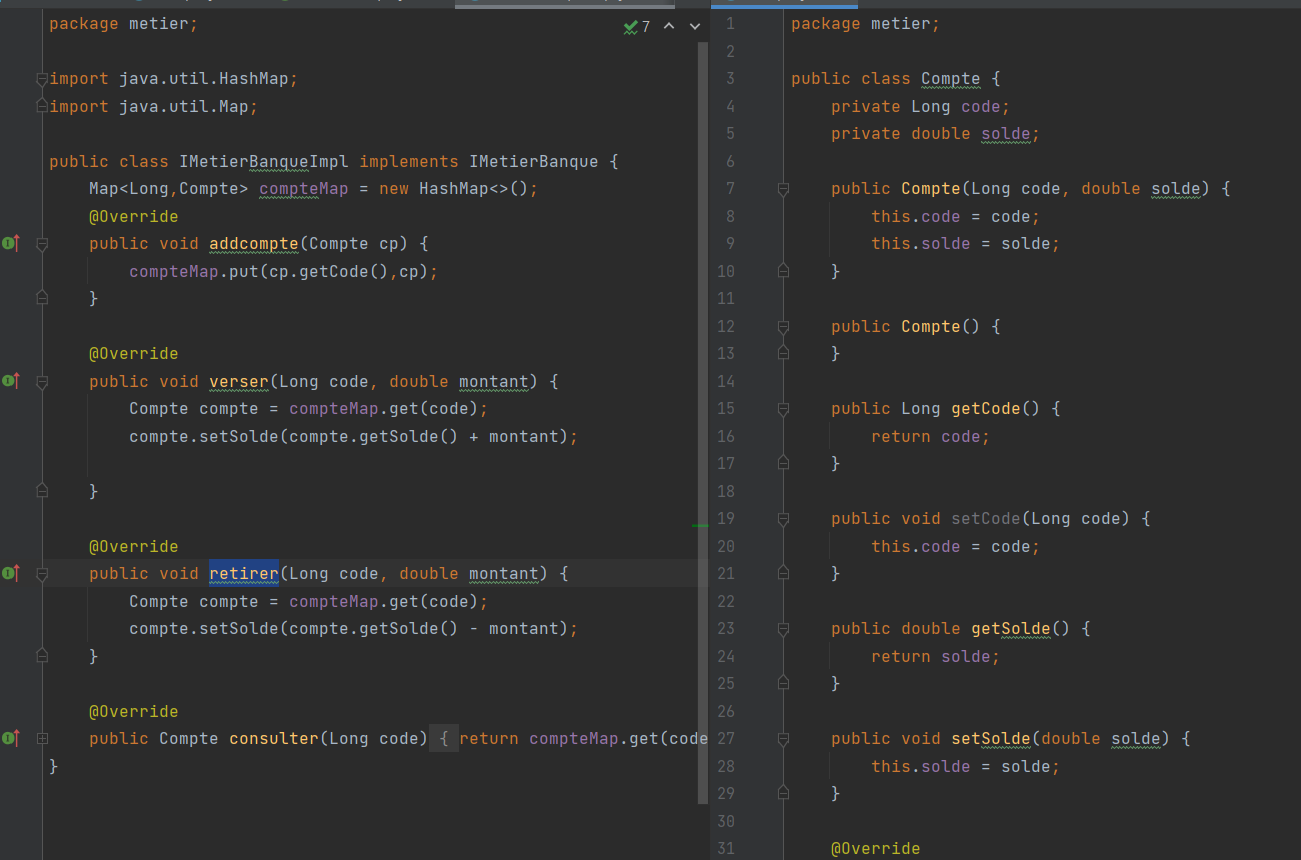 package metier;
7
import java.util.HashMap;
import java.util.Map;
public class IMetierBanqueImpl implements IMetierBanque {
Map<Long,Compte> compteMap = new HashMap<>();
@Override
public void addcompte(Compte cp) {
compteMap.put(cp.getCode(),cp);
}
@Override
public void verser(Long code, double montant) {
Compte compte = compteMap.get(code);
compte.setSolde(compte.getSolde() + montant);
}
@Override
public void retirer(Long code, double montant) {
Compte compte = compteMap.get(code);
compte.setSolde(compte.getSolde() - montant);
}
@Override
public Compte consulter(Long code) { return compteMap.get(code
}
1 package metier;
2
3 public class Compte {
4 private Long code;
5 private double solde;
6
7 public Compte(Long code, double solde) {
8 this.code = code;
9 this.solde = solde;
10 }
11
12 public Compte() {
13 }
14
15 public Long getCode() {
16 return code;
17 }
18
19 public void setCode(Long code) {
20 this.code = code;
21 }
22
23 public double getSolde() {
24 return solde;
25 }
26
27 public void setSolde(double solde) {
28 this.solde = solde;
29 }
30
31 @Override